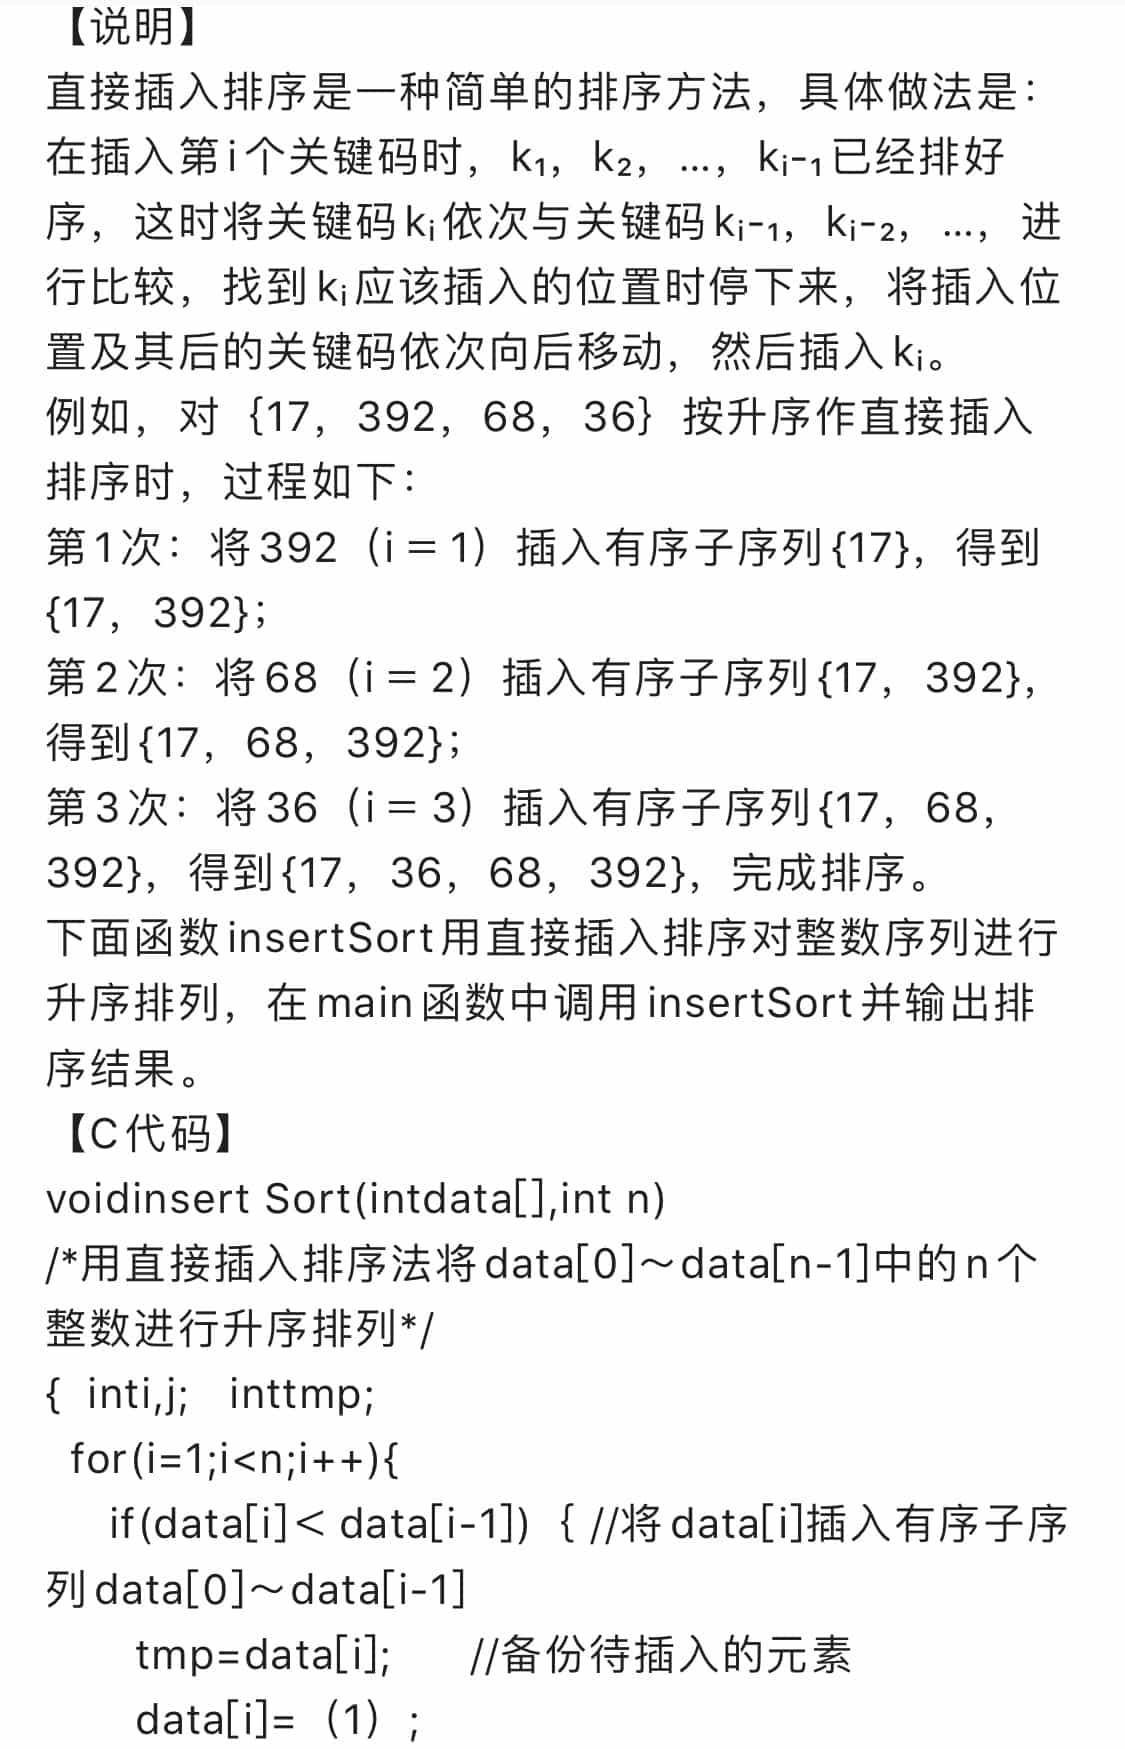 【说明】
直接插入排序是一种简单的排序方法，具体做法是：
在插入第i个关键码时，k₁，k₂，…，kᵢ₋₁已经排好
序，这时将关键码kᵢ依次与关键码kᵢ₋₁，kᵢ₋₂，…，进
行比较，找到kᵢ应该插入的位置时停下来，将插入位
置及其后的关键码依次向后移动，然后插入kᵢ。
例如，对{17，392，68，36}按升序作直接插入
排序时，过程如下：
第1次：将392（i＝1）插入有序子序列{17}，得到
{17，392}；
第2次：将68（i＝2）插入有序子序列{17，392}，
得到{17，68，392}；
第3次：将36（i＝3）插入有序子序列{17，68，
392}，得到{17，36，68，392}，完成排序。
下面函数insertSort用直接插入排序对整数序列进行
升序排列，在main函数中调用insertSort并输出排
序结果。
【C代码】
voidinsert Sort(intdata[],int n)
/*用直接插入排序法将data[0]～data[n-1]中的n个
整数进行升序排列*/
{ inti,j; inttmp;
for(i=1;i<n;i++){
if(data[i]＜data[i-1])｛//将data[i]插入有序子序
列data[0]～data[i-1]
tmp=data[i]; //备份待插入的元素
data[i]=（1）;